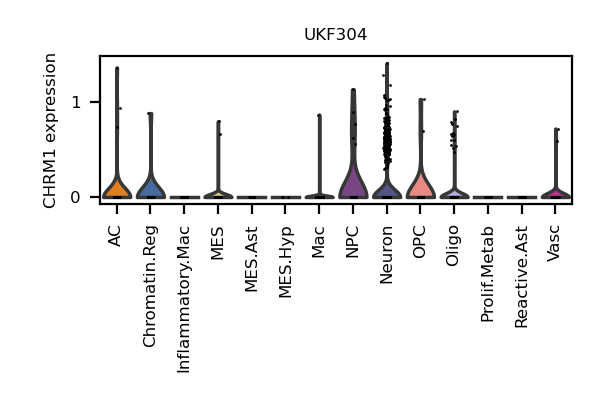 UKF304
CHRM1 expression
1
0
AC
Chromatin.Reg
Inflammatory.Mac
MES
MES.Ast
MES.Hyp
Mac
NPC
Neuron
OPC
Oligo
Prolif.Metab
Reactive.Ast
Vasc